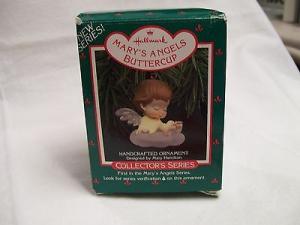 NEW
SERIES!
Hallmark
MARY'S ANGELS
BUTTERCUP
HANDCRAFTED ORNAMENT
Designed by Mary Hamilton
COLLECTOR'S SERIES
First in the Mary's Angels Series.
Look for series verification 1 on this ornament.